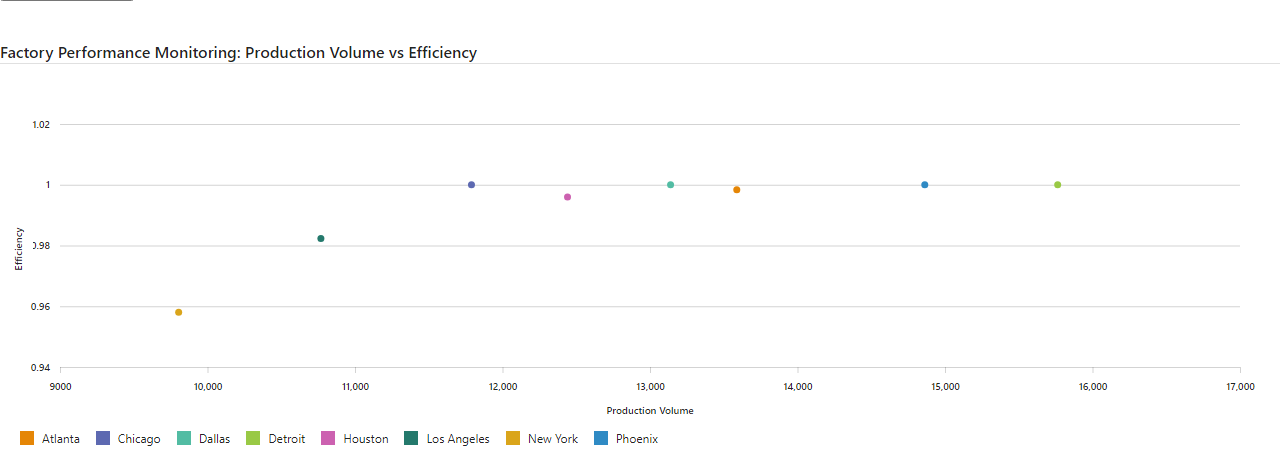 Factory Performance Monitoring: Production Volume vs Efficiency
1.02
1
0.98
0.96
0.94
Efficiency
9000 10,000 11,000 12,000 13,000 14,000 15,000 16,000 17,000
Production Volume
Atlanta Chicago Dallas Detroit Houston Los Angeles New York Phoenix